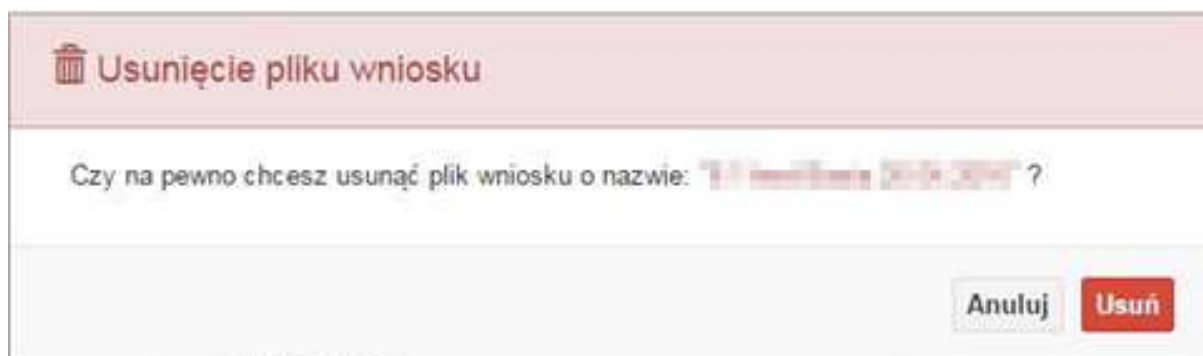 Usunięcie pliku wniosku
Czy na pewno chcesz usunąć plik wniosku o nazwie: " " ?
Anuluj
Usuń